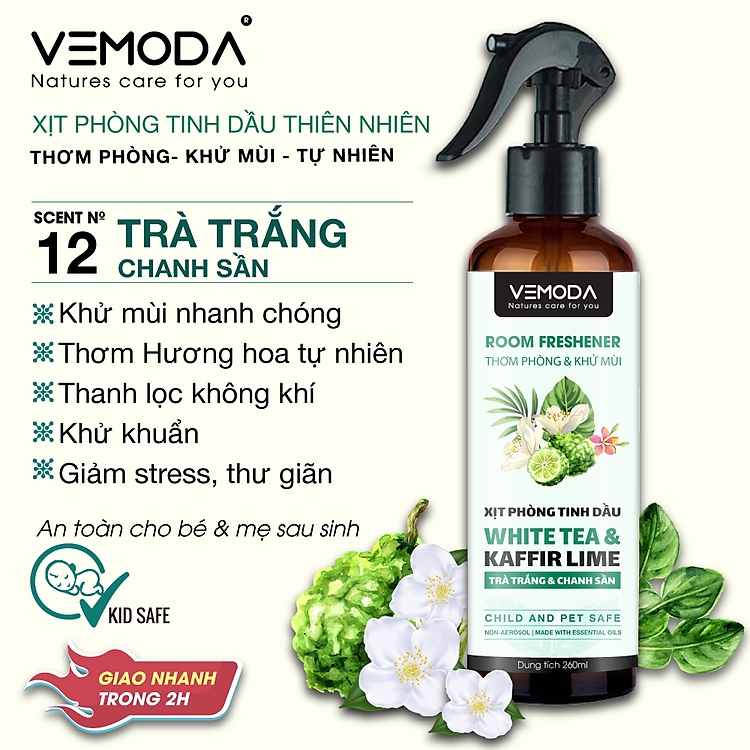 VEMODA®
Natures care for you
XỊT PHÒNG TINH DẦU THIÊN NHIÊN
THƠM PHÒNG- KHỬ MÙI - TỰ NHIÊN
SCENT Nº
12
TRÀ TRẮNG
CHANH SẦN
Khử mùi nhanh chóng
Thơm Hương hoa tự nhiên
Thanh lọc không khí
Khử khuẩn
Giảm stress, thư giãn
An toàn cho bé & mẹ sau sinh
KID SAFE
GIAO NHANH
TRONG 2H
VEMODA
Natures care for you
ROOM FRESHENER
THƠM PHÒNG & KHỬ MÙI
XỊT PHÒNG TINH DẦU
WHITE TEA &
KAFFIR LIME
TRÀ TRẮNG & CHANH SẦN
CHILD AND PET SAFE
NON-AEROSOL | MADE WITH ESSENTIAL OILS
Dung tích 260ml